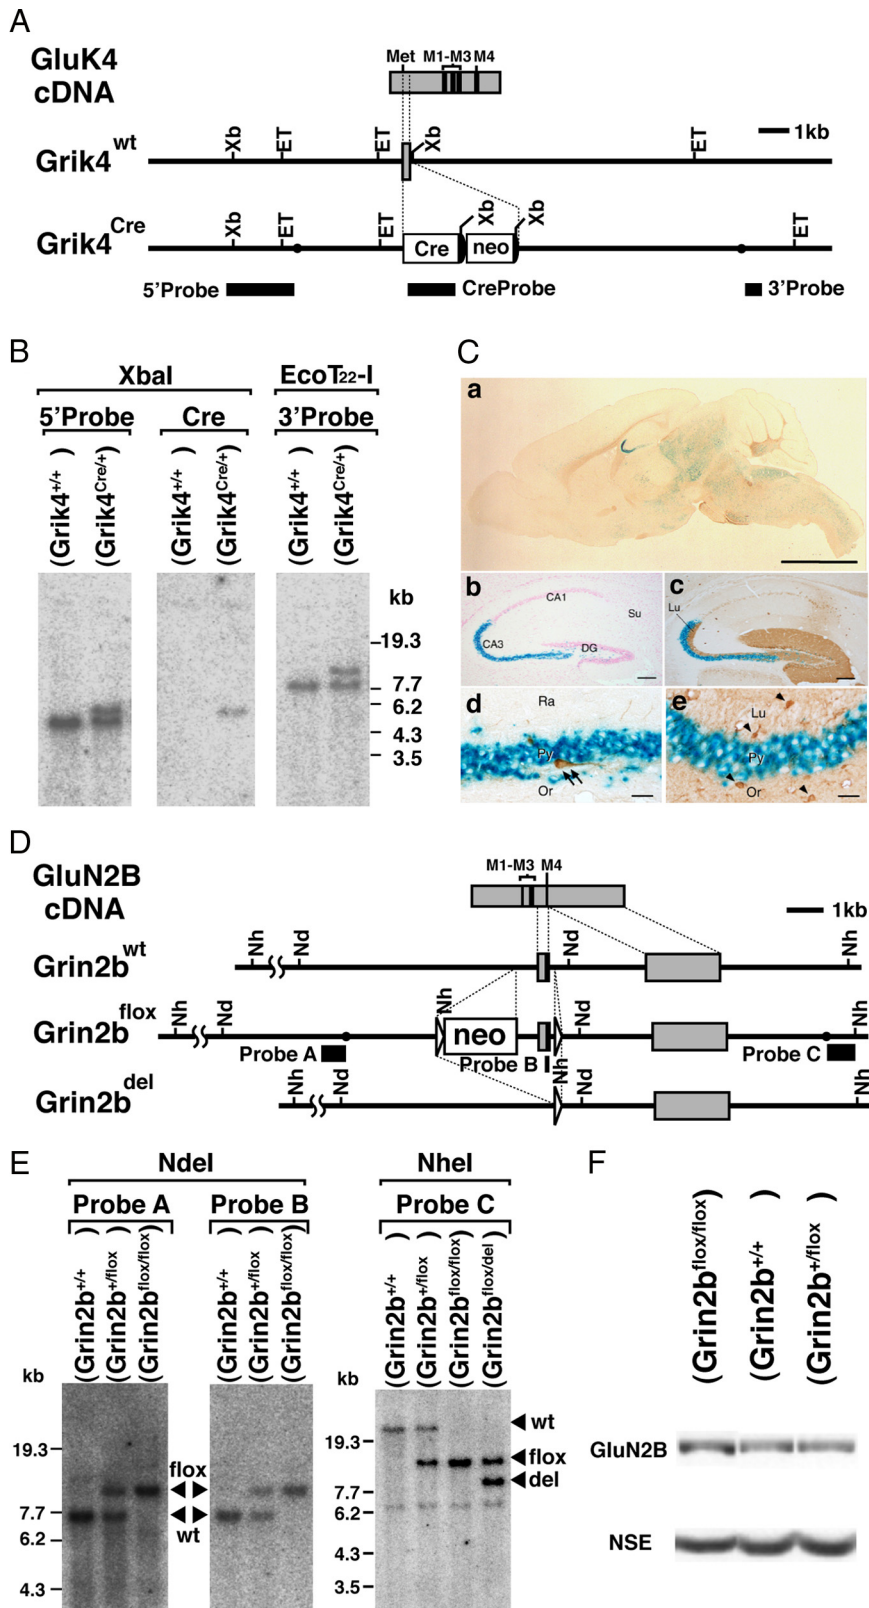 A
GluK4
cDNA
Met M1-M3 M4
1kb
Grik4wt
Xb ET ET Xb ET
Grik4Cre
Xb ET ET Cre Xb neo Xb ET
5'Probe CreProbe 3'Probe
B
XbaI EcoT22-I
5'Probe Cre 3'Probe
(Grik4+/+ )
(Grik4Cre/+)
(Grik4+/+ )
(Grik4Cre/+)
(Grik4+/+ )
(Grik4Cre/+)
kb
19.3
7.7
6.2
4.3
3.5
C
a
b
CA1
Su
CA3
DG
c
Lu
d
Ra
Py
Or
e
Lu
Py
Or
D
GluN2B
cDNA
M1-M3 M4
1kb
Grin2bwt
Nh Nd Nd Nh
Grin2bflox
Nh Nd Nh neo Nd Nh
Probe A Probe B Probe C
Grin2bdel
Nh Nd Nh Nd Nh
E
NdeI NheI
Probe A Probe B Probe C
(Grin2b+/+ )
(Grin2b+/flox )
(Grin2bflox/flox)
(Grin2b+/+ )
(Grin2b+/flox )
(Grin2bflox/flox)
(Grin2b+/+ )
(Grin2b+/flox )
(Grin2bflox/flox)
(Grin2bflox/del )
kb
19.3
7.7
6.2
4.3
flox
wt
kb
19.3
7.7
6.2
4.3
3.5
wt
flox
del
F
(Grin2bflox/flox)
(Grin2b+/+ )
(Grin2b+/flox )
GluN2B
NSE